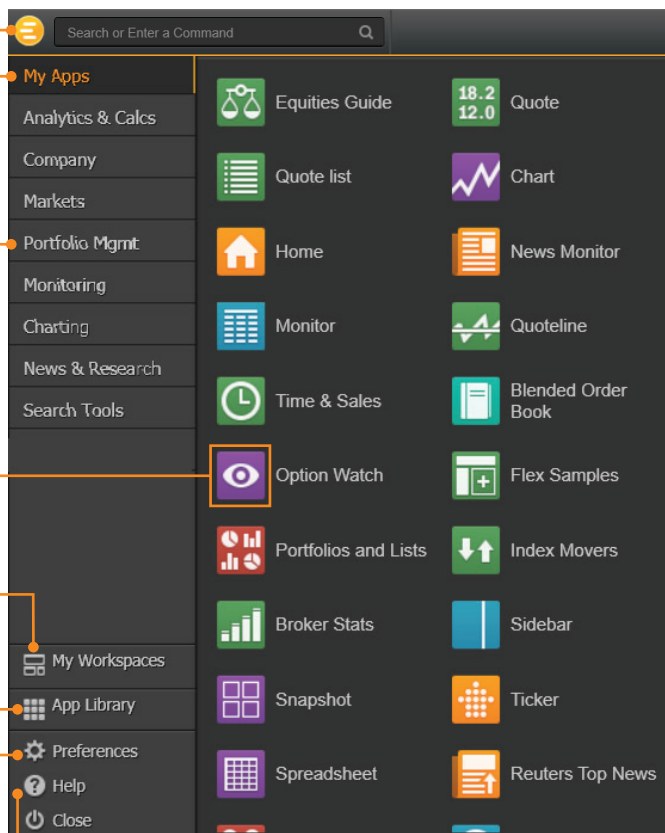 Search or Enter a Command
My Apps
Analytics & Calcs
Company
Markets
Portfolio Mgmt
Monitoring
Charting
News & Research
Search Tools
My Workspaces
App Library
Preferences
Help
Close
Equities Guide
18.2
12.0
Quote
Quote list
Chart
Home
News Monitor
Monitor
Quoteline
Time & Sales
Blended Order
Book
Option Watch
Flex Samples
Portfolios and Lists
Index Movers
Broker Stats
Sidebar
Snapshot
Ticker
Spreadsheet
Reuters Top News